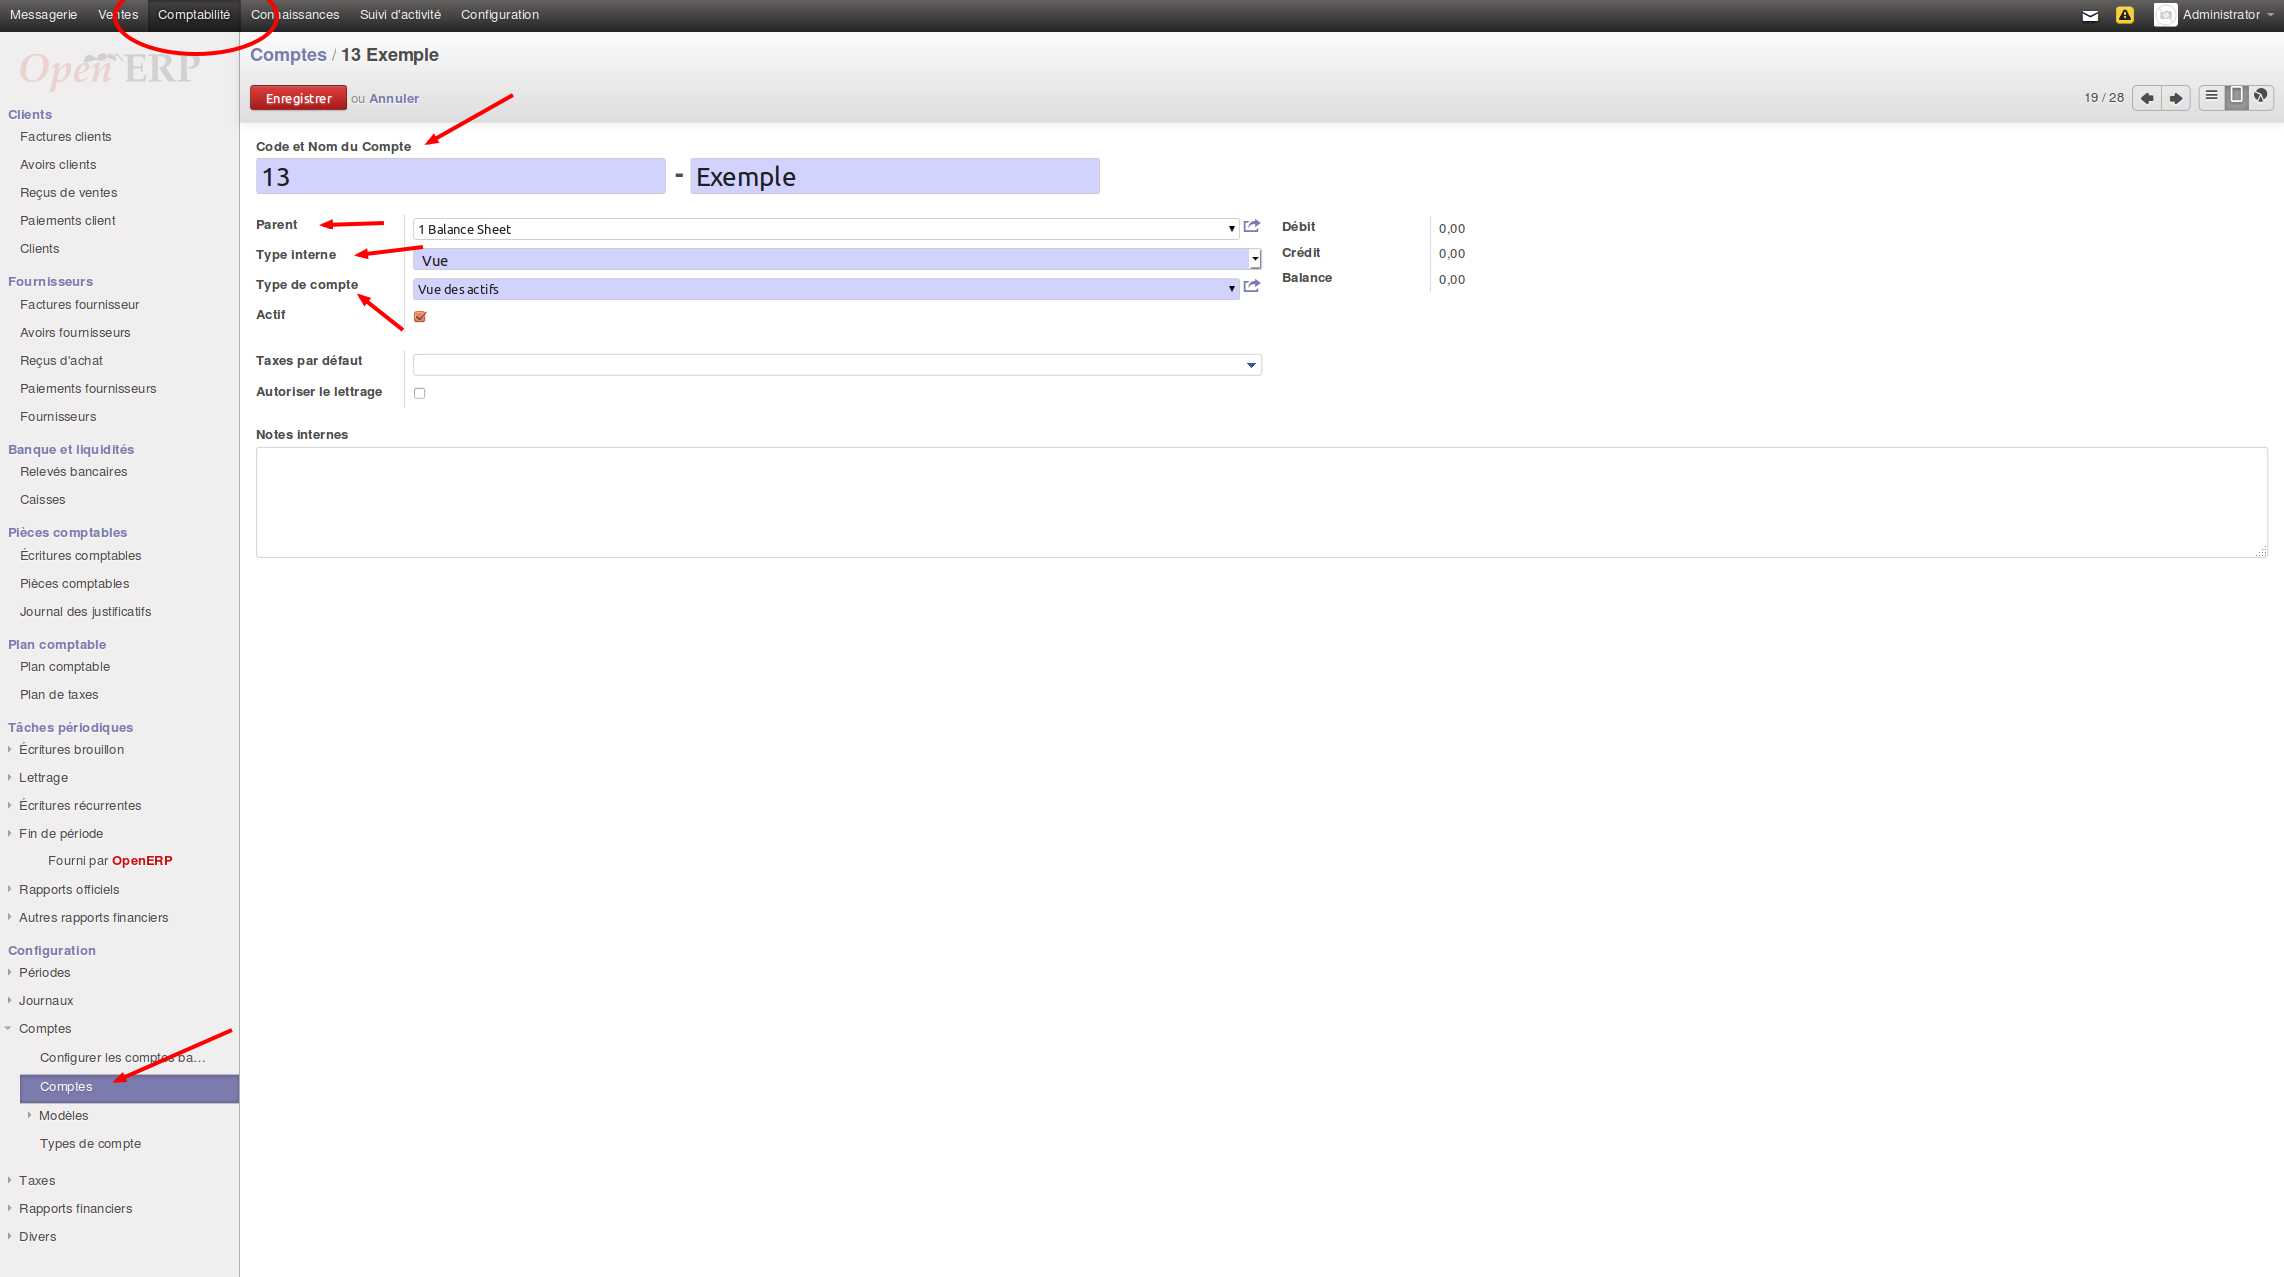 Messagerie Ventes Comptabilité Connaissances Suivi d'activité Configuration Administrator
Open ERP
Clients
Factures clients
Avoirs clients
Reçus de ventes
Paiements client
Clients
Fournisseurs
Factures fournisseur
Avoirs fournisseurs
Reçus d'achat
Paiements fournisseurs
Fournisseurs
Banque et liquidités
Relevés bancaires
Caisses
Pièces comptables
Écritures comptables
Pièces comptables
Journal des justificatifs
Plan comptable
Plan comptable
Plan de taxes
Tâches périodiques
Écritures brouillon
Lettrage
Écritures récurrentes
Fin de période
Fourni par OpenERP
Rapports officiels
Autres rapports financiers
Configuration
Périodes
Journaux
Comptes
Configurer les comptes ba...
Comptes
Modèles
Types de compte
Taxes
Rapports financiers
Divers
Comptes / 13 Exemple
Enregistrer ou Annuler
19 / 28
Code et Nom du Compte
13 - Exemple
Parent 1 Balance Sheet
Type interne Vue
Type de compte Vue des actifs
Actif
Débit 0,00
Crédit 0,00
Balance 0,00
Taxes par défaut
Autoriser le lettrage
Notes internes